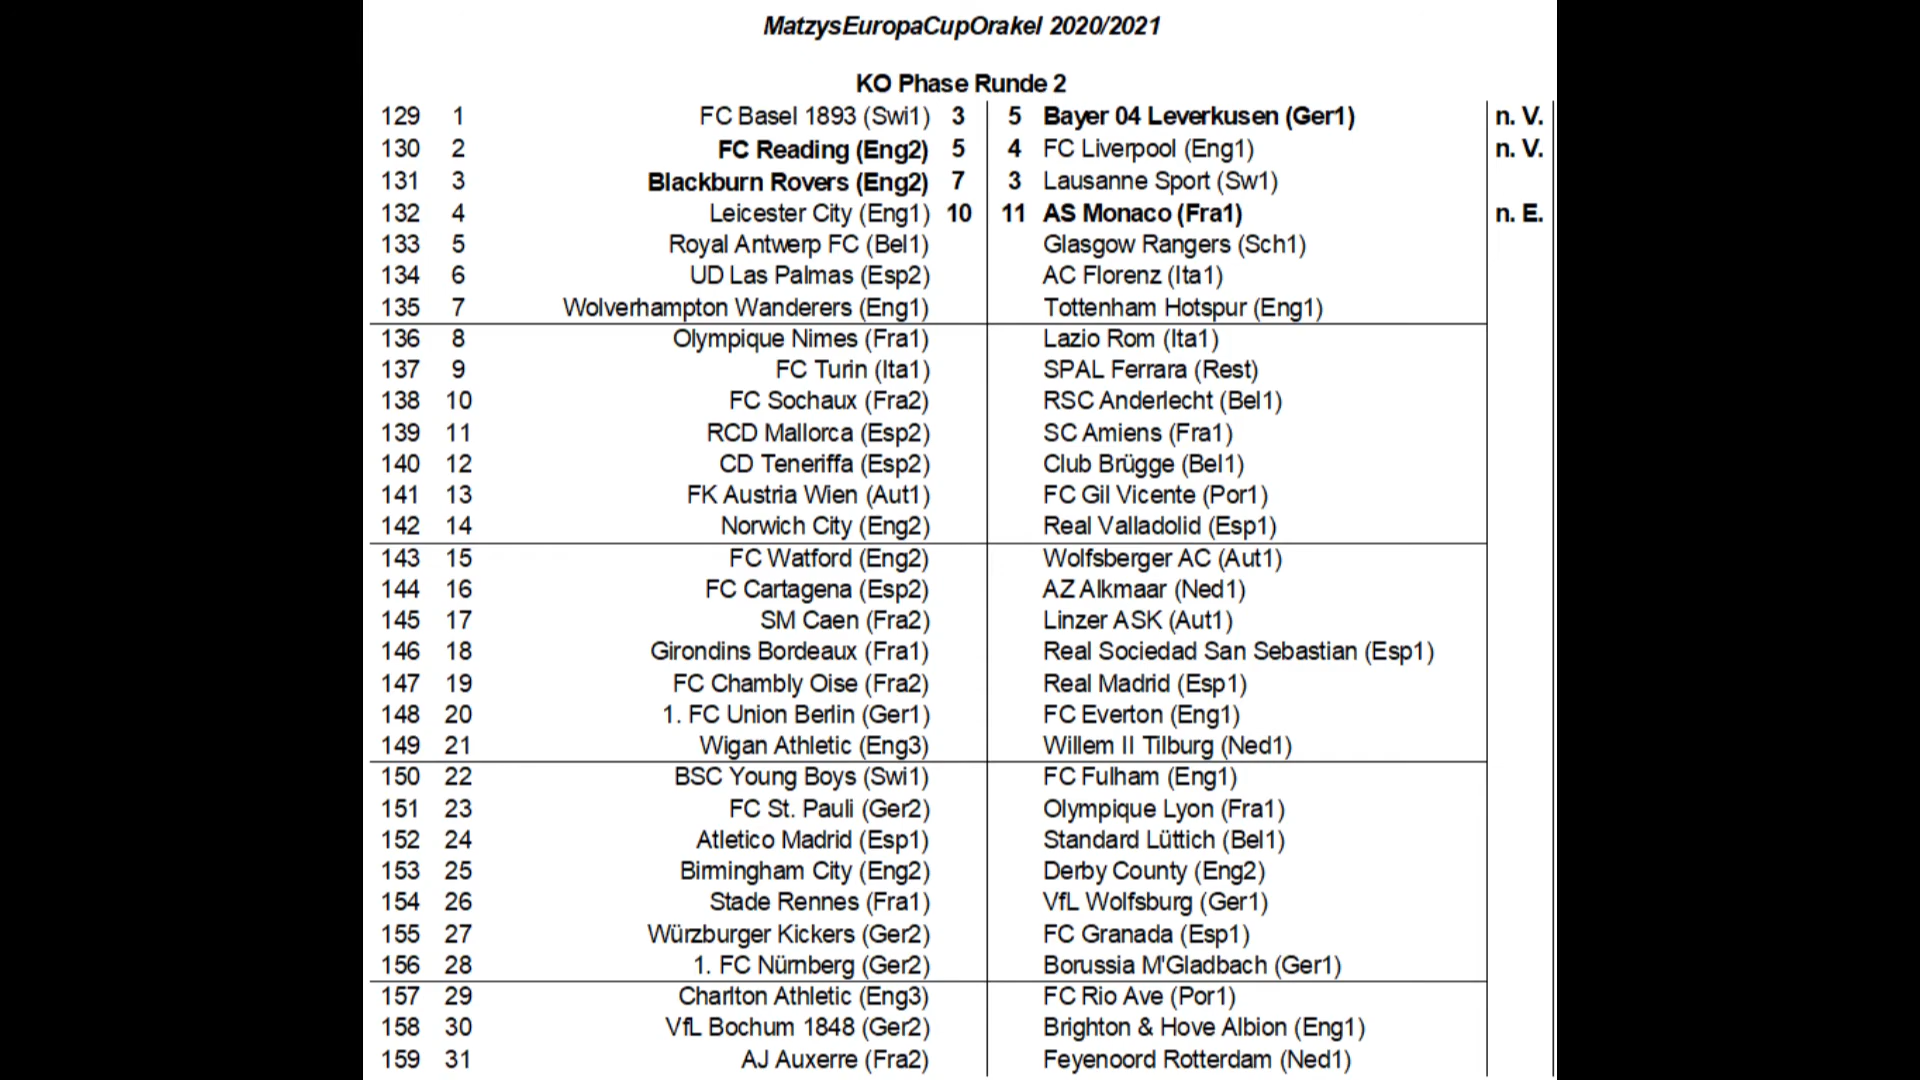 MatzysEuropaCupOrakel 2020/2021
KO Phase Runde 2
129 1 FC Basel 1893 (Swi1) 3 5 Bayer 04 Leverkusen (Ger1) n. V.
130 2 FC Reading (Eng2) 5 4 FC Liverpool (Eng1) n. V.
131 3 Blackburn Rovers (Eng2) 7 3 Lausanne Sport (Sw1)
132 4 Leicester City (Eng1) 10 11 AS Monaco (Fra1) n. E.
133 5 Royal Antwerp FC (Bel1) Glasgow Rangers (Sch1)
134 6 UD Las Palmas (Esp2) AC Florenz (Ita1)
135 7 Wolverhampton Wanderers (Eng1) Tottenham Hotspur (Eng1)
136 8 Olympique Nimes (Fra1) Lazio Rom (Ita1)
137 9 FC Turin (Ita1) SPAL Ferrara (Rest)
138 10 FC Sochaux (Fra2) RSC Anderlecht (Bel1)
139 11 RCD Mallorca (Esp2) SC Amiens (Fra1)
140 12 CD Teneriffa (Esp2) Club Brügge (Bel1)
141 13 FK Austria Wien (Aut1) FC Gil Vicente (Por1)
142 14 Norwich City (Eng2) Real Valladolid (Esp1)
143 15 FC Watford (Eng2) Wolfsberger AC (Aut1)
144 16 FC Cartagena (Esp2) AZ Alkmaar (Ned1)
145 17 SM Caen (Fra2) Linzer ASK (Aut1)
146 18 Girondins Bordeaux (Fra1) Real Sociedad San Sebastian (Esp1)
147 19 FC Chambly Oise (Fra2) Real Madrid (Esp1)
148 20 1. FC Union Berlin (Ger1) FC Everton (Eng1)
149 21 Wigan Athletic (Eng3) Willem II Tilburg (Ned1)
150 22 BSC Young Boys (Swi1) FC Fulham (Eng1)
151 23 FC St. Pauli (Ger2) Olympique Lyon (Fra1)
152 24 Atletico Madrid (Esp1) Standard Lüttich (Bel1)
153 25 Birmingham City (Eng2) Derby County (Eng2)
154 26 Stade Rennes (Fra1) VfL Wolfsburg (Ger1)
155 27 Würzburger Kickers (Ger2) FC Granada (Esp1)
156 28 1. FC Nürnberg (Ger2) Borussia M'Gladbach (Ger1)
157 29 Charlton Athletic (Eng3) FC Rio Ave (Por1)
158 30 VfL Bochum 1848 (Ger2) Brighton & Hove Albion (Eng1)
159 31 AJ Auxerre (Fra2) Feyenoord Rotterdam (Ned1)